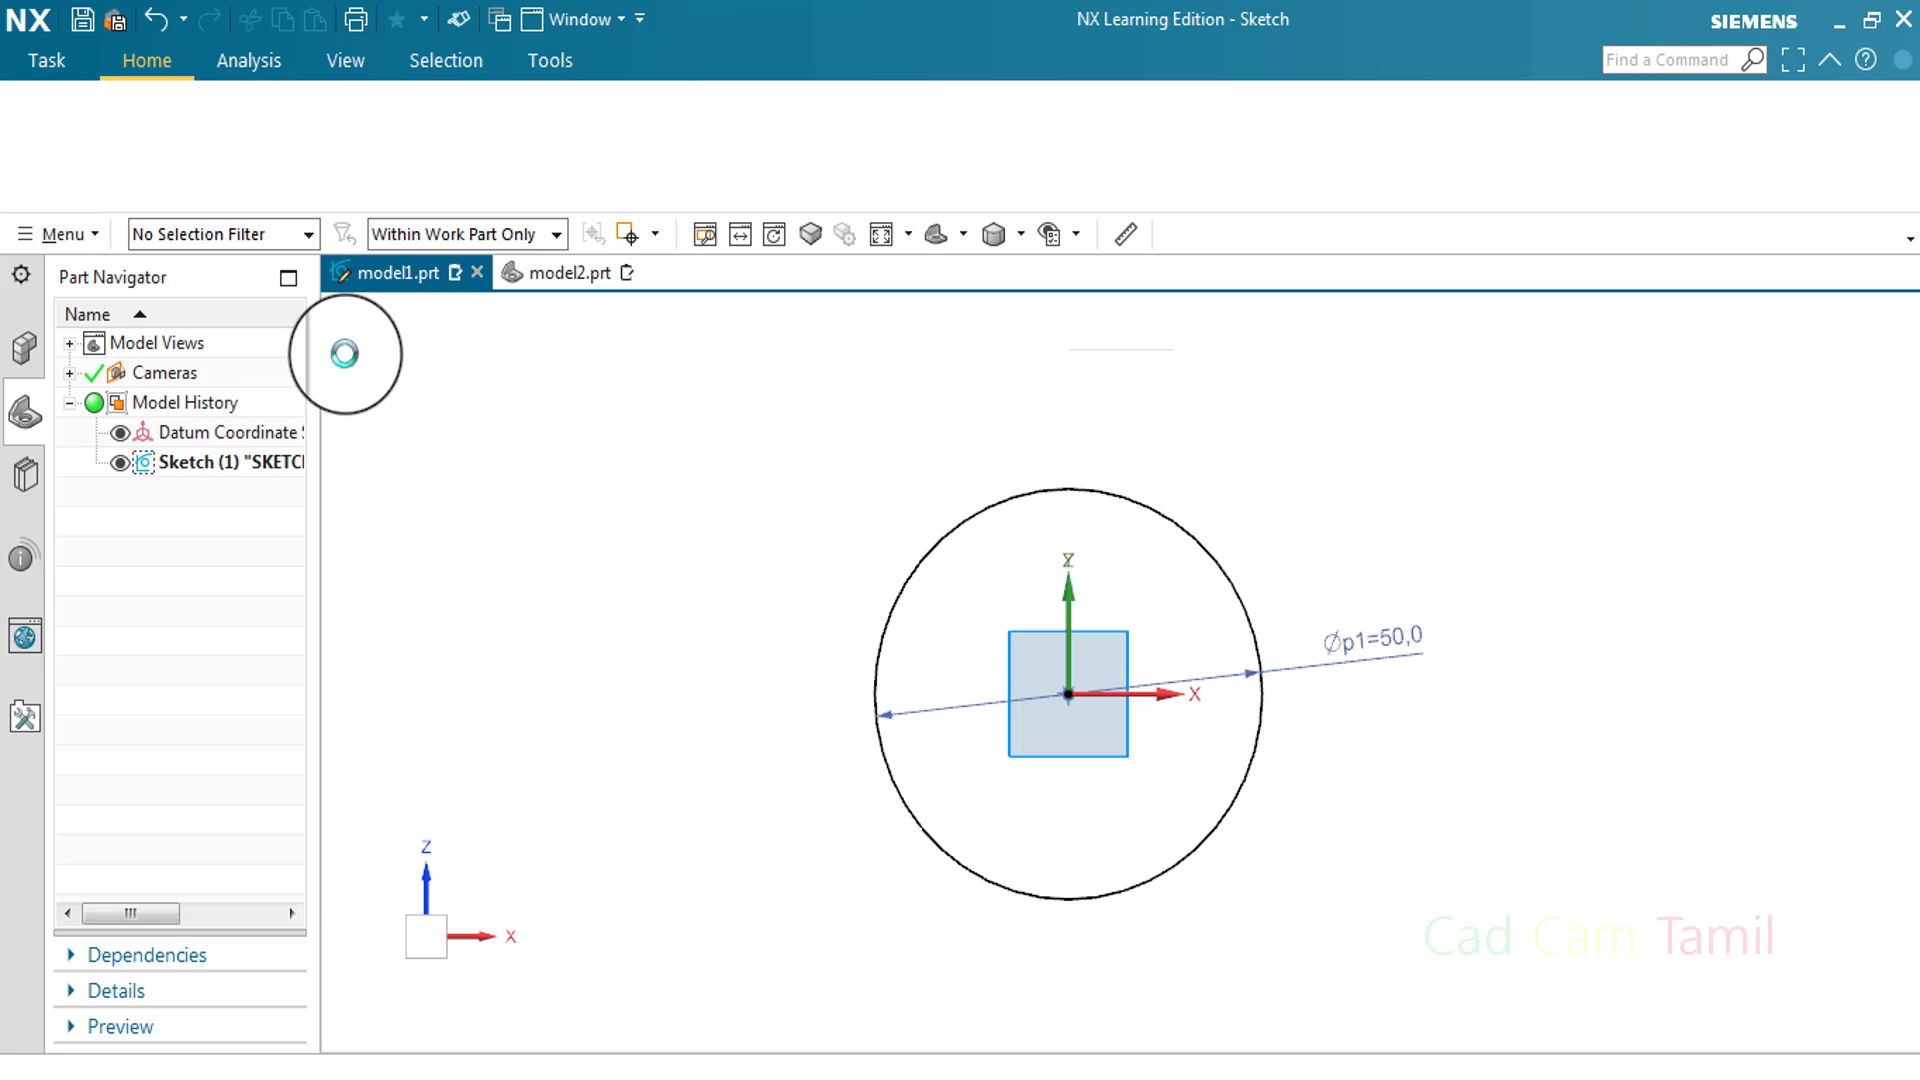 NX Window NX Learning Edition - Sketch SIEMENS
Task Home Analysis View Selection Tools Find a Command
Menu No Selection Filter Within Work Part Only
Part Navigator model1.prt model2.prt
Name
Model Views
Cameras
Model History
Datum Coordinate
Sketch (1) "SKETCH
Z
Øp1=50,0
X
Z
X
Cad Cam Tamil
Dependencies
Details
Preview